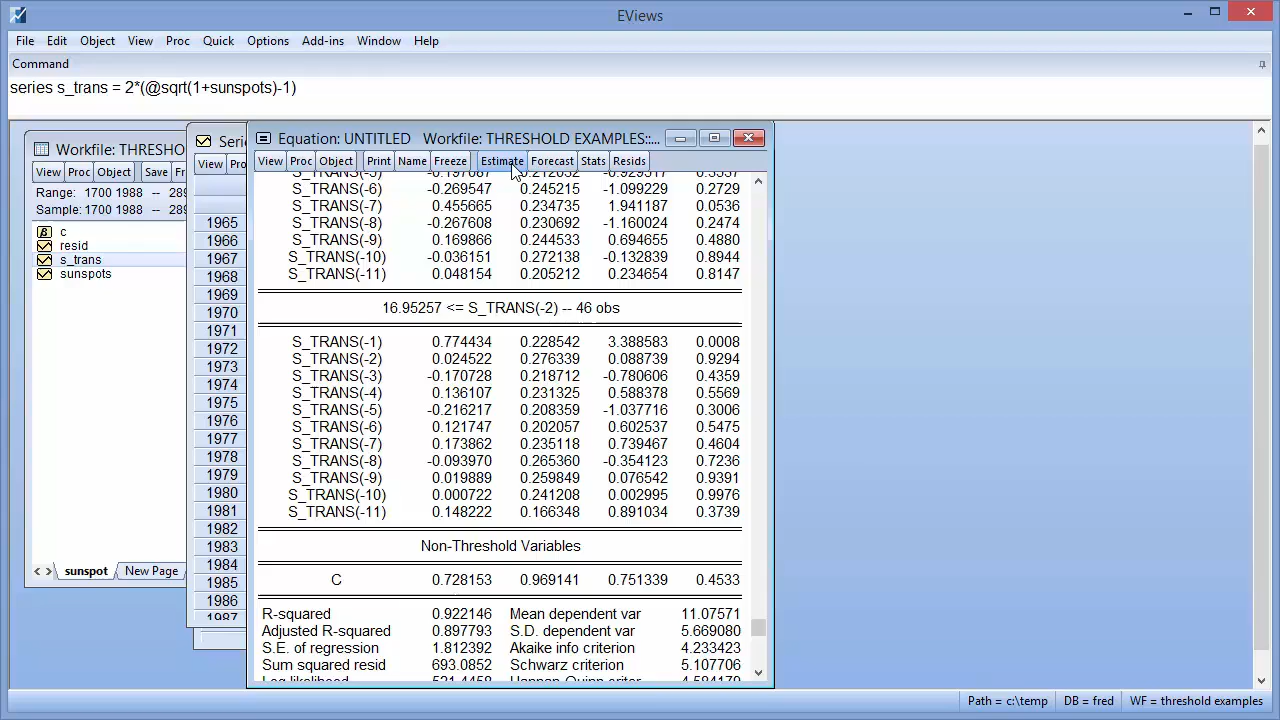 EViews
File Edit Object View Proc Quick Options Add-ins Window Help
Command
series s_trans = 2*(@sqrt(1+sunspots)-1)
Workfile: THRESHO
View Proc Object Save Fr
Range: 1700 1988 -- 289
Sample: 1700 1988 -- 289
c
resid
s_trans
sunspots
sunspot New Page
Serie
View Pro
1965
1966
1967
1968
1969
1970
1971
1972
1973
1974
1975
1976
1977
1978
1979
1980
1981
1982
1983
1984
1985
1986
1987
Equation: UNTITLED Workfile: THRESHOLD EXAMPLES::...
View Proc Object Print Name Freeze Estimate Forecast Stats Resids
S_TRANS(-5) -0.197087
S_TRANS(-6) -0.269547 0.245215 -1.099229 0.2729
S_TRANS(-7) 0.455665 0.234735 1.941187 0.0536
S_TRANS(-8) -0.267608 0.230692 -1.160024 0.2474
S_TRANS(-9) 0.169866 0.244533 0.694655 0.4880
S_TRANS(-10) -0.036151 0.272138 -0.132839 0.8944
S_TRANS(-11) 0.048154 0.205212 0.234654 0.8147
16.95257 <= S_TRANS(-2) -- 46 obs
S_TRANS(-1) 0.774434 0.228542 3.388583 0.0008
S_TRANS(-2) 0.024522 0.276339 0.088739 0.9294
S_TRANS(-3) -0.170728 0.218712 -0.780606 0.4359
S_TRANS(-4) 0.136107 0.231325 0.588378 0.5569
S_TRANS(-5) -0.216217 0.208359 -1.037716 0.3006
S_TRANS(-6) 0.121747 0.202057 0.602537 0.5475
S_TRANS(-7) 0.173862 0.235118 0.739467 0.4604
S_TRANS(-8) -0.093970 0.265360 -0.354123 0.7236
S_TRANS(-9) 0.019889 0.259849 0.076542 0.9391
S_TRANS(-10) 0.000722 0.241208 0.002995 0.9976
S_TRANS(-11) 0.148222 0.166348 0.891034 0.3739
Non-Threshold Variables
C 0.728153 0.969141 0.751339 0.4533
R-squared 0.922146 Mean dependent var 11.07571
Adjusted R-squared 0.897793 S.D. dependent var 5.669080
S.E. of regression 1.812392 Akaike info criterion 4.233423
Sum squared resid 693.0852 Schwarz criterion 5.107706
Path = c:\temp DB = fred WF = threshold examples